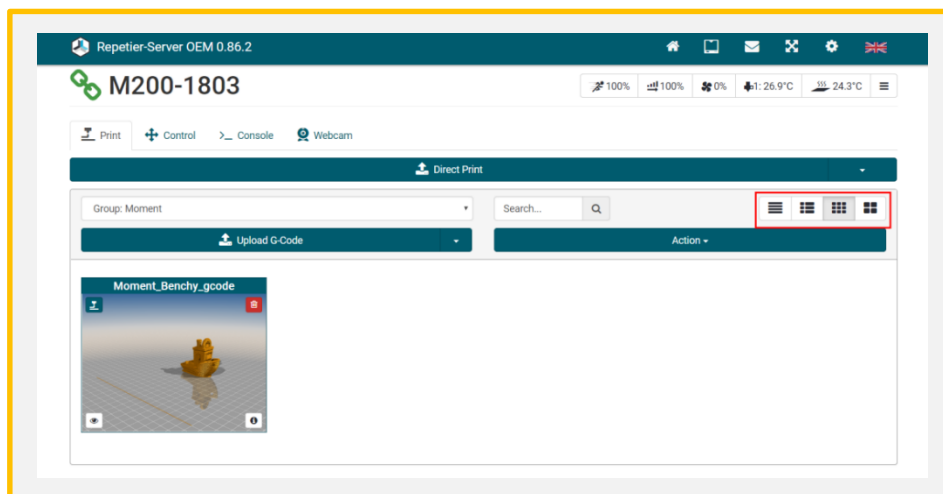 Repetier-Server OEM 0.86.2
M200-1803
100%
100%
0%
1: 26.9°C
24.3°C
Print
Control
>_ Console
Webcam
Direct Print
Group: Moment
Search...
Upload G-Code
Action
Moment_Benchy_gcode